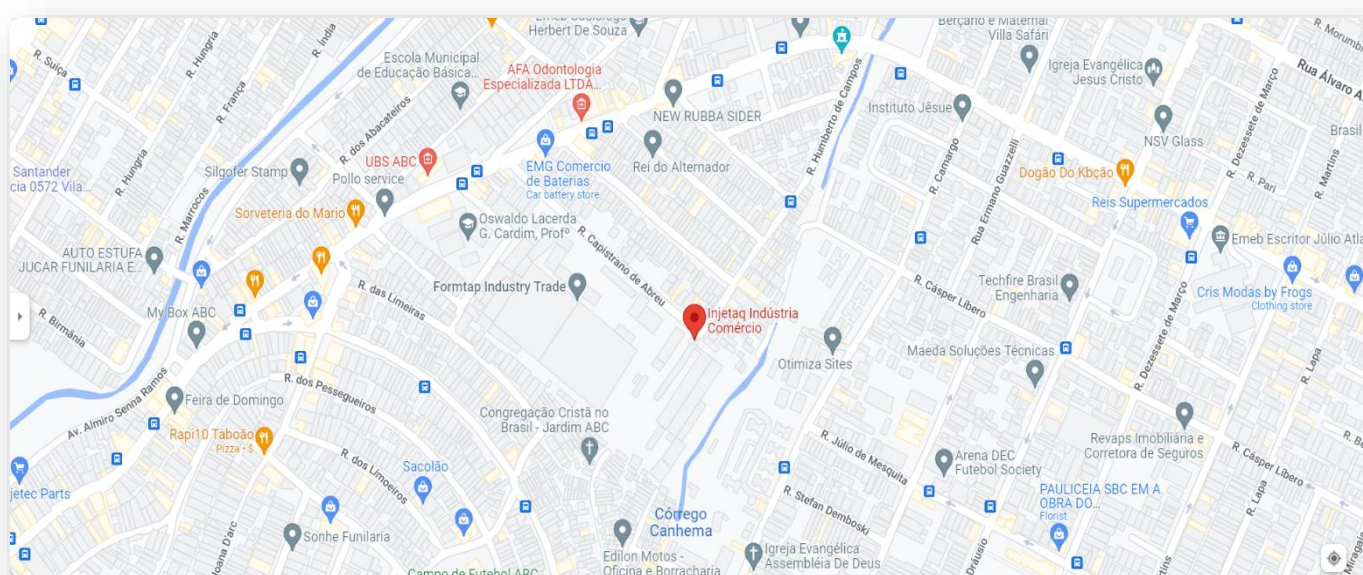 Emeb Sociólogo
Herbert De Souza
Berçário e Maternal
Villa Safári
R. Morumb
R. Suíça
R. Hungria
R. Índia
R. França
Escola Municipal
de Educação Básica...
AFA Odontologia
Especializada LTDA...
R. Humberto de Campos
Igreja Evangélica
Jesus Cristo
Rua Álvaro A
R. dos Abacateiros
NEW RUBBA SIDER
Instituto Jêsue
NSV Glass
R. Dezessete de Março
Brasil
Santander
cia 0572 Vila...
R. Hungria
Silgofer Stamp
UBS ABC
Pollo service
EMG Comercio
de Baterias
Car battery store
Rei do Alternador
R. Camargo
Rua Ermano Guazzelli
Dogão Do Kbção
R. Pari
R. Martins
R. Marrocos
Sorveteria do Mario
Oswaldo Lacerda
G. Cardim, Profº
Reis Supermercados
AUTO ESTUFA
JUCAR FUNILARIA E...
R. Capistrano de Abreu
Emeb Escritor Júlio Atla
R. das Limeiras
Formtap Industry Trade
R. Cásper Líbero
Techfire Brasil
Engenharia
Cris Modas by Frogs
Clothing store
My Box ABC
R. Birmânia
Injetaq Indústria
Comércio
R. Dezessete de Março
Otimiza Sites
Maeda Soluções Técnicas
R. Lapa
Av. Almiro Senna Ramos
Feira de Domingo
R. dos Pessegueiros
Congregação Cristã no
Brasil - Jardim ABC
Rapi10 Taboão
Pizza • $
R. Júlio de Mesquita
Revaps Imobiliária e
Corretora de Seguros
R. dos Limoeiros
Sacolão
Arena DEC
Futebol Society
R. Cásper Líbero
jetec Parts
R. Stefan Demboski
PAULICEIA SBC EM A
OBRA DO...
Florist
R. Lapa
Córrego
Canhema
Joana D'arc
Sonhe Funilaria
Edilon Motos -
Oficina e Borracharia
Igreja Evangélica
Assembléia De Deus
Dráusio
R. Miragaia
Campo de Futebol ABC